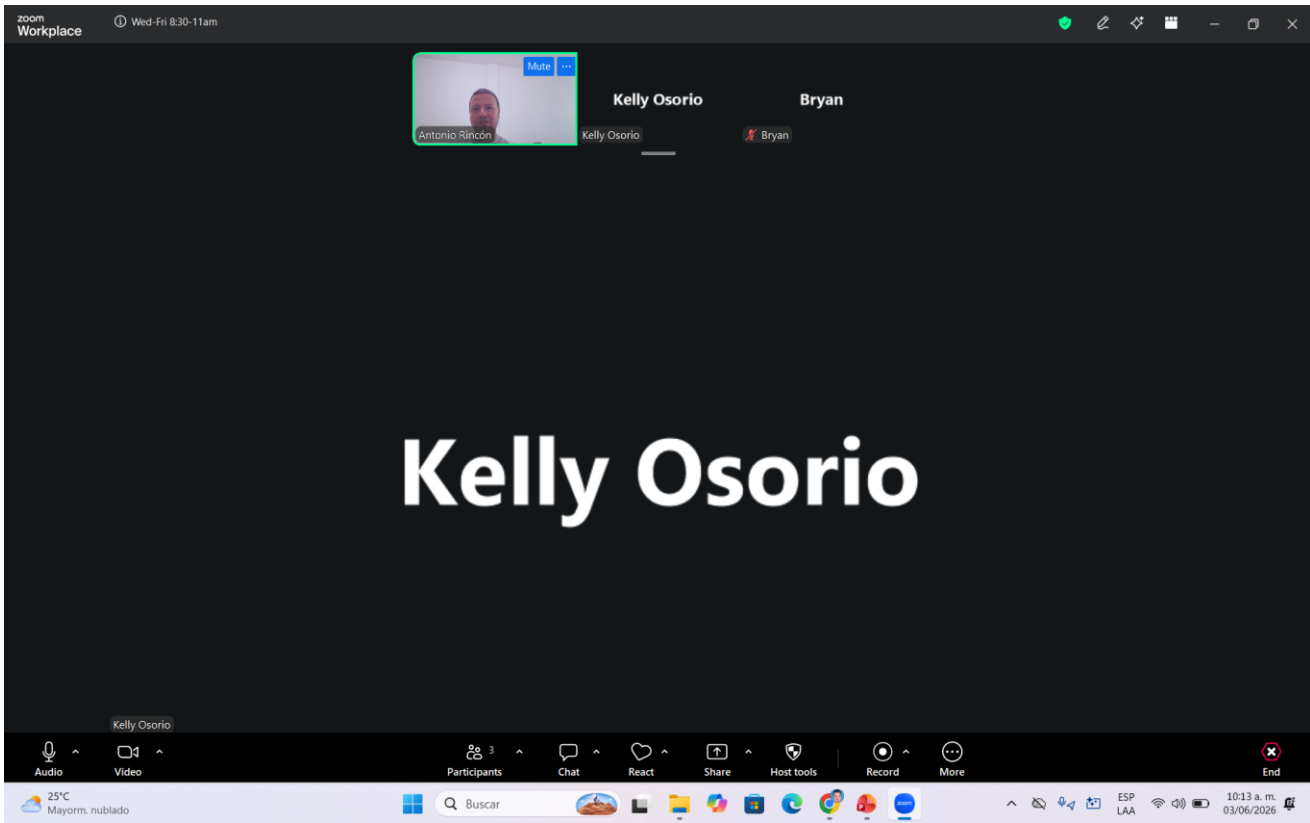 zoom
Workplace
Wed-Fri 8:30-11am
Mute
Antonio Rincón
Kelly Osorio
Kelly Osorio
Bryan
Bryan
Kelly Osorio
Kelly Osorio
Audio
Video
3
Participants
Chat
React
Share
Host tools
Record
More
End
25°C
Mayorm. nublado
Buscar
zoom
ESP
LAA
10:13 a. m.
03/06/2026